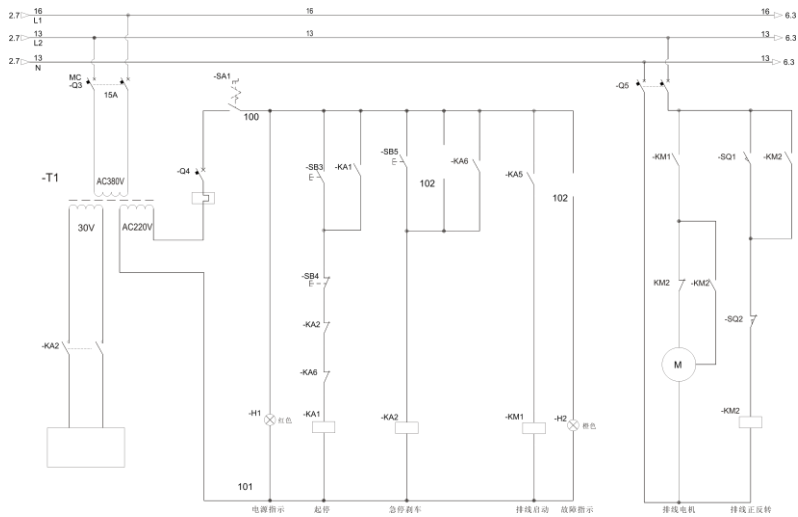 2.7 16 16 16 6.3
L1
2.7 13 13 13 6.3
L2
2.7 13 13 6.3
N
MC
-Q3
15A
-SA1
100
-Q5
-T1
AC380V
30V
AC220V
-Q4
-SB3
-KA1
-SB5
102
-KA6
-KA5
102
-KM1
-SQ1
-KM2
-SB4
-KA2
-KA6
-KA2
KM2
-KM2
-SQ2
M
-H1
红色
-KA1
-KA2
-KM1
-H2
橙色
-KM2
101
电源指示
起停
急停刹车
排线启动
故障指示
排线电机
排线正反转